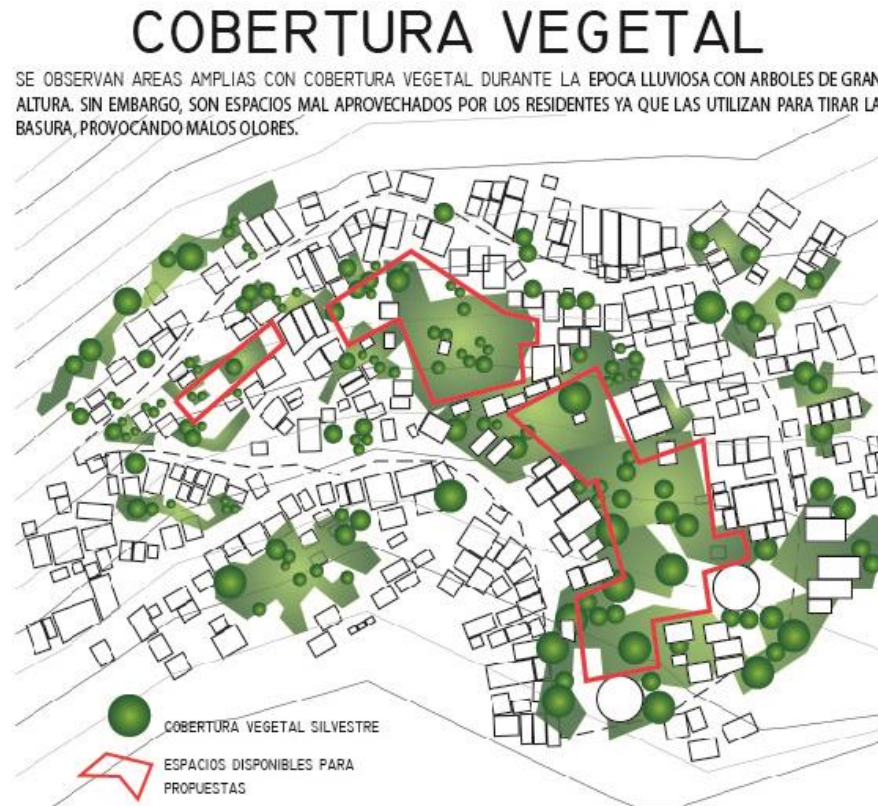 COBERTURA VEGETAL
SE OBSERVAN AREAS AMPLIAS CON COBERTURA VEGETAL DURANTE LA EPOCA LLUVIOSA CON ARBOLES DE GRAN
ALTURA. SIN EMBARGO, SON ESPACIOS MAL APROVECHADOS POR LOS RESIDENTES YA QUE LAS UTILIZAN PARA TIRAR LA
BASURA, PROVOCANDO MALOS OLORES.
COBERTURA VEGETAL SILVESTRE
ESPACIOS DISPONIBLES PARA
PROPUESTAS